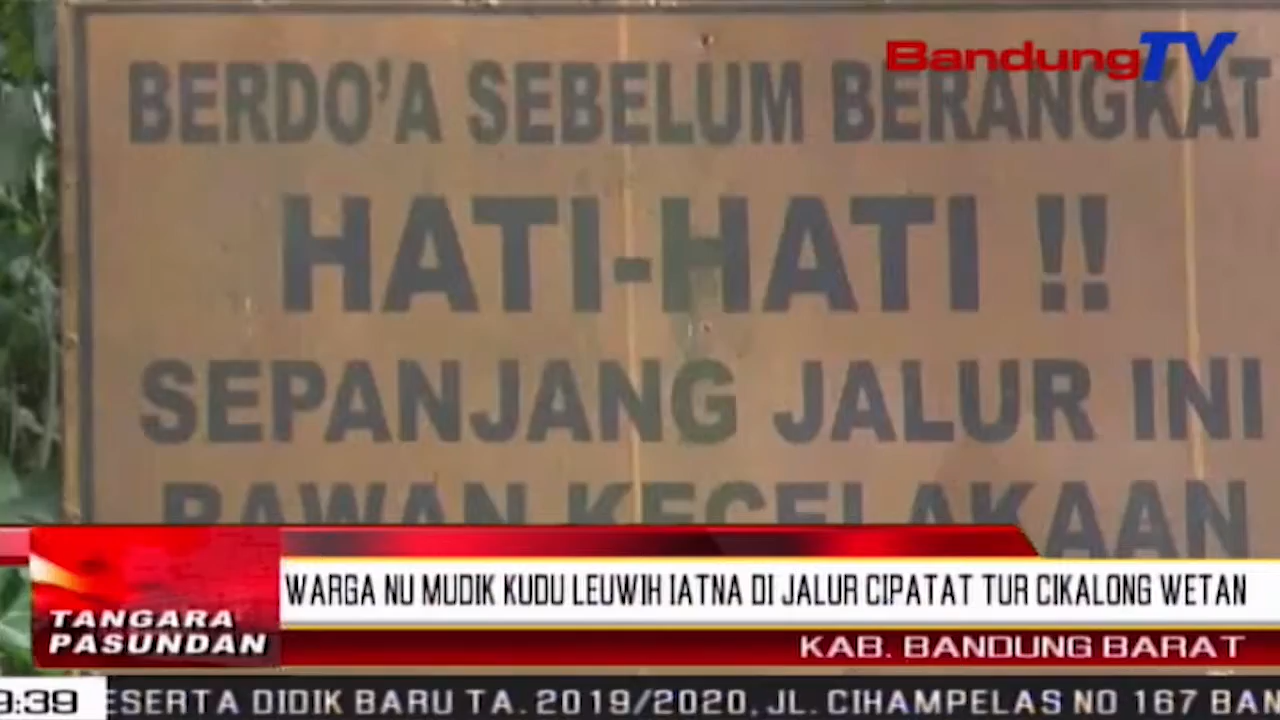 BandungTV
BERDO'A SEBELUM BERANGKAT
HATI-HATI !!
SEPANJANG JALUR INI
RAWAN KECELAKAAN
WARGA NU MUDIK KUDU LEUWIH IATNA DI JALUR CIPATAT TUR CIKALONG WETAN
TANGARA
PASUNDAN
KAB. BANDUNG BARAT
9:39
ESERTA DIDIK BARU TA. 2019/2020, JL. CIHAMPELAS NO 167 BAN